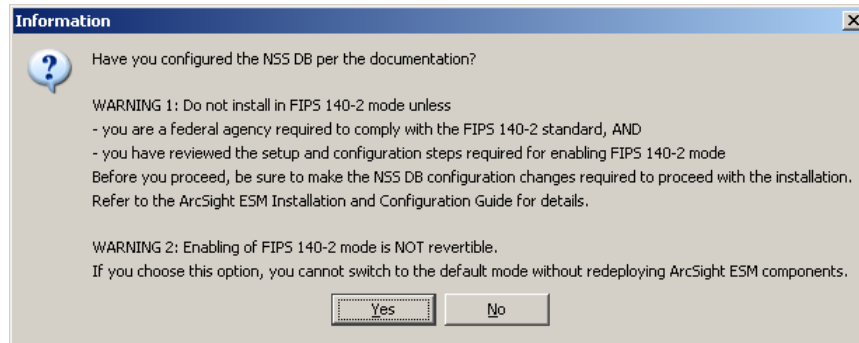 Information
Have you configured the NSS DB per the documentation?
WARNING 1: Do not install in FIPS 140-2 mode unless
- you are a federal agency required to comply with the FIPS 140-2 standard, AND
- you have reviewed the setup and configuration steps required for enabling FIPS 140-2 mode
Before you proceed, be sure to make the NSS DB configuration changes required to proceed with the installation.
Refer to the ArcSight ESM Installation and Configuration Guide for details.
WARNING 2: Enabling of FIPS 140-2 mode is NOT revertible.
If you choose this option, you cannot switch to the default mode without redeploying ArcSight ESM components.
Yes No